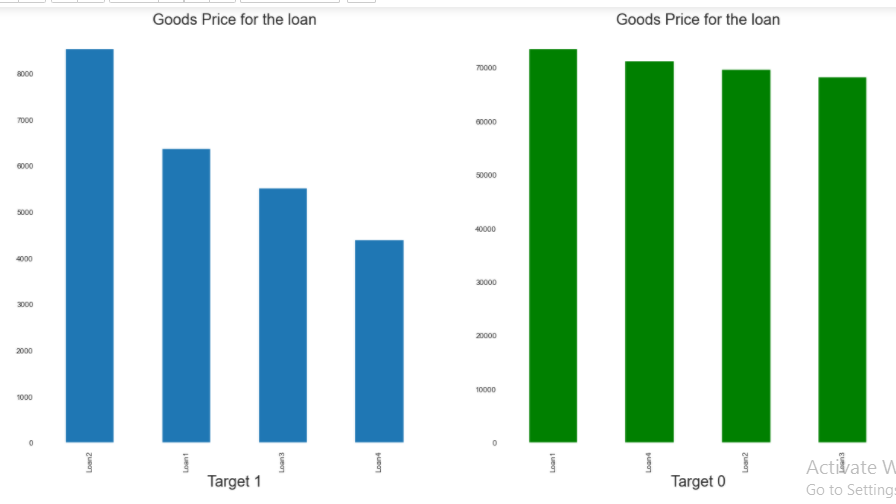 Goods Price for the loan
8000
7000
6000
5000
4000
3000
2000
1000
0
Loan2
Loan1
Loan3
Loan4
Target 1
Goods Price for the loan
70000
60000
50000
40000
30000
20000
10000
0
Loan1
Loan4
Loan2
Loan3
Target 0
Activate W
Go to Settings